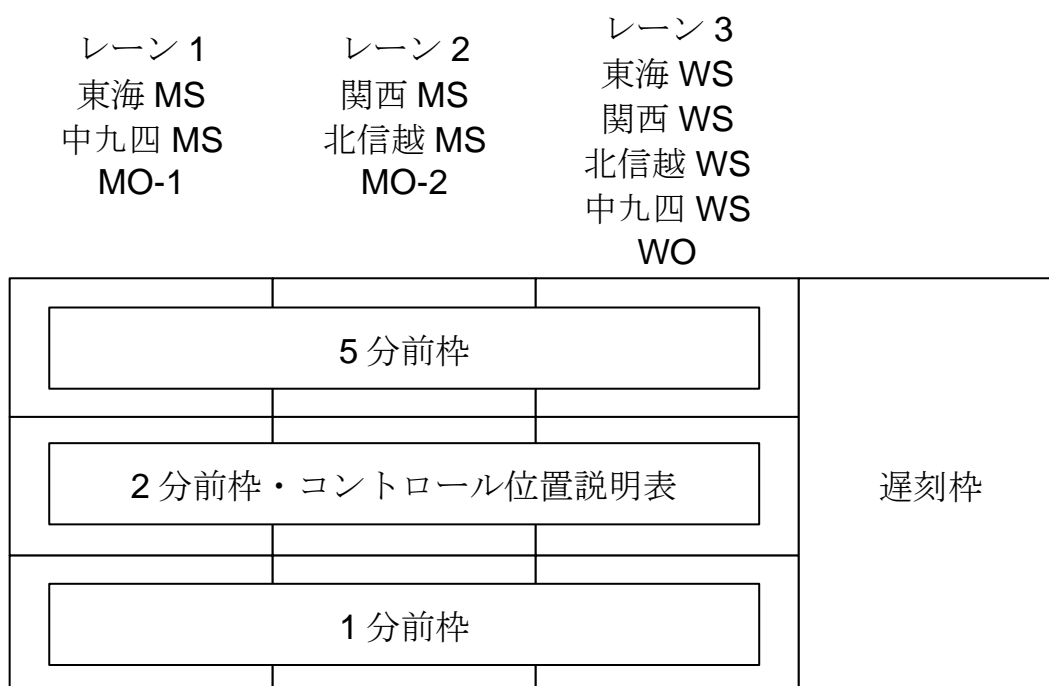 レーン 1
東海 MS
中九四 MS
MO-1
レーン 2
関西 MS
北信越 MS
MO-2
レーン 3
東海 WS
関西 WS
北信越 WS
中九四 WS
WO
5 分前枠
2 分前枠・コントロール位置説明表
1 分前枠
遅刻枠